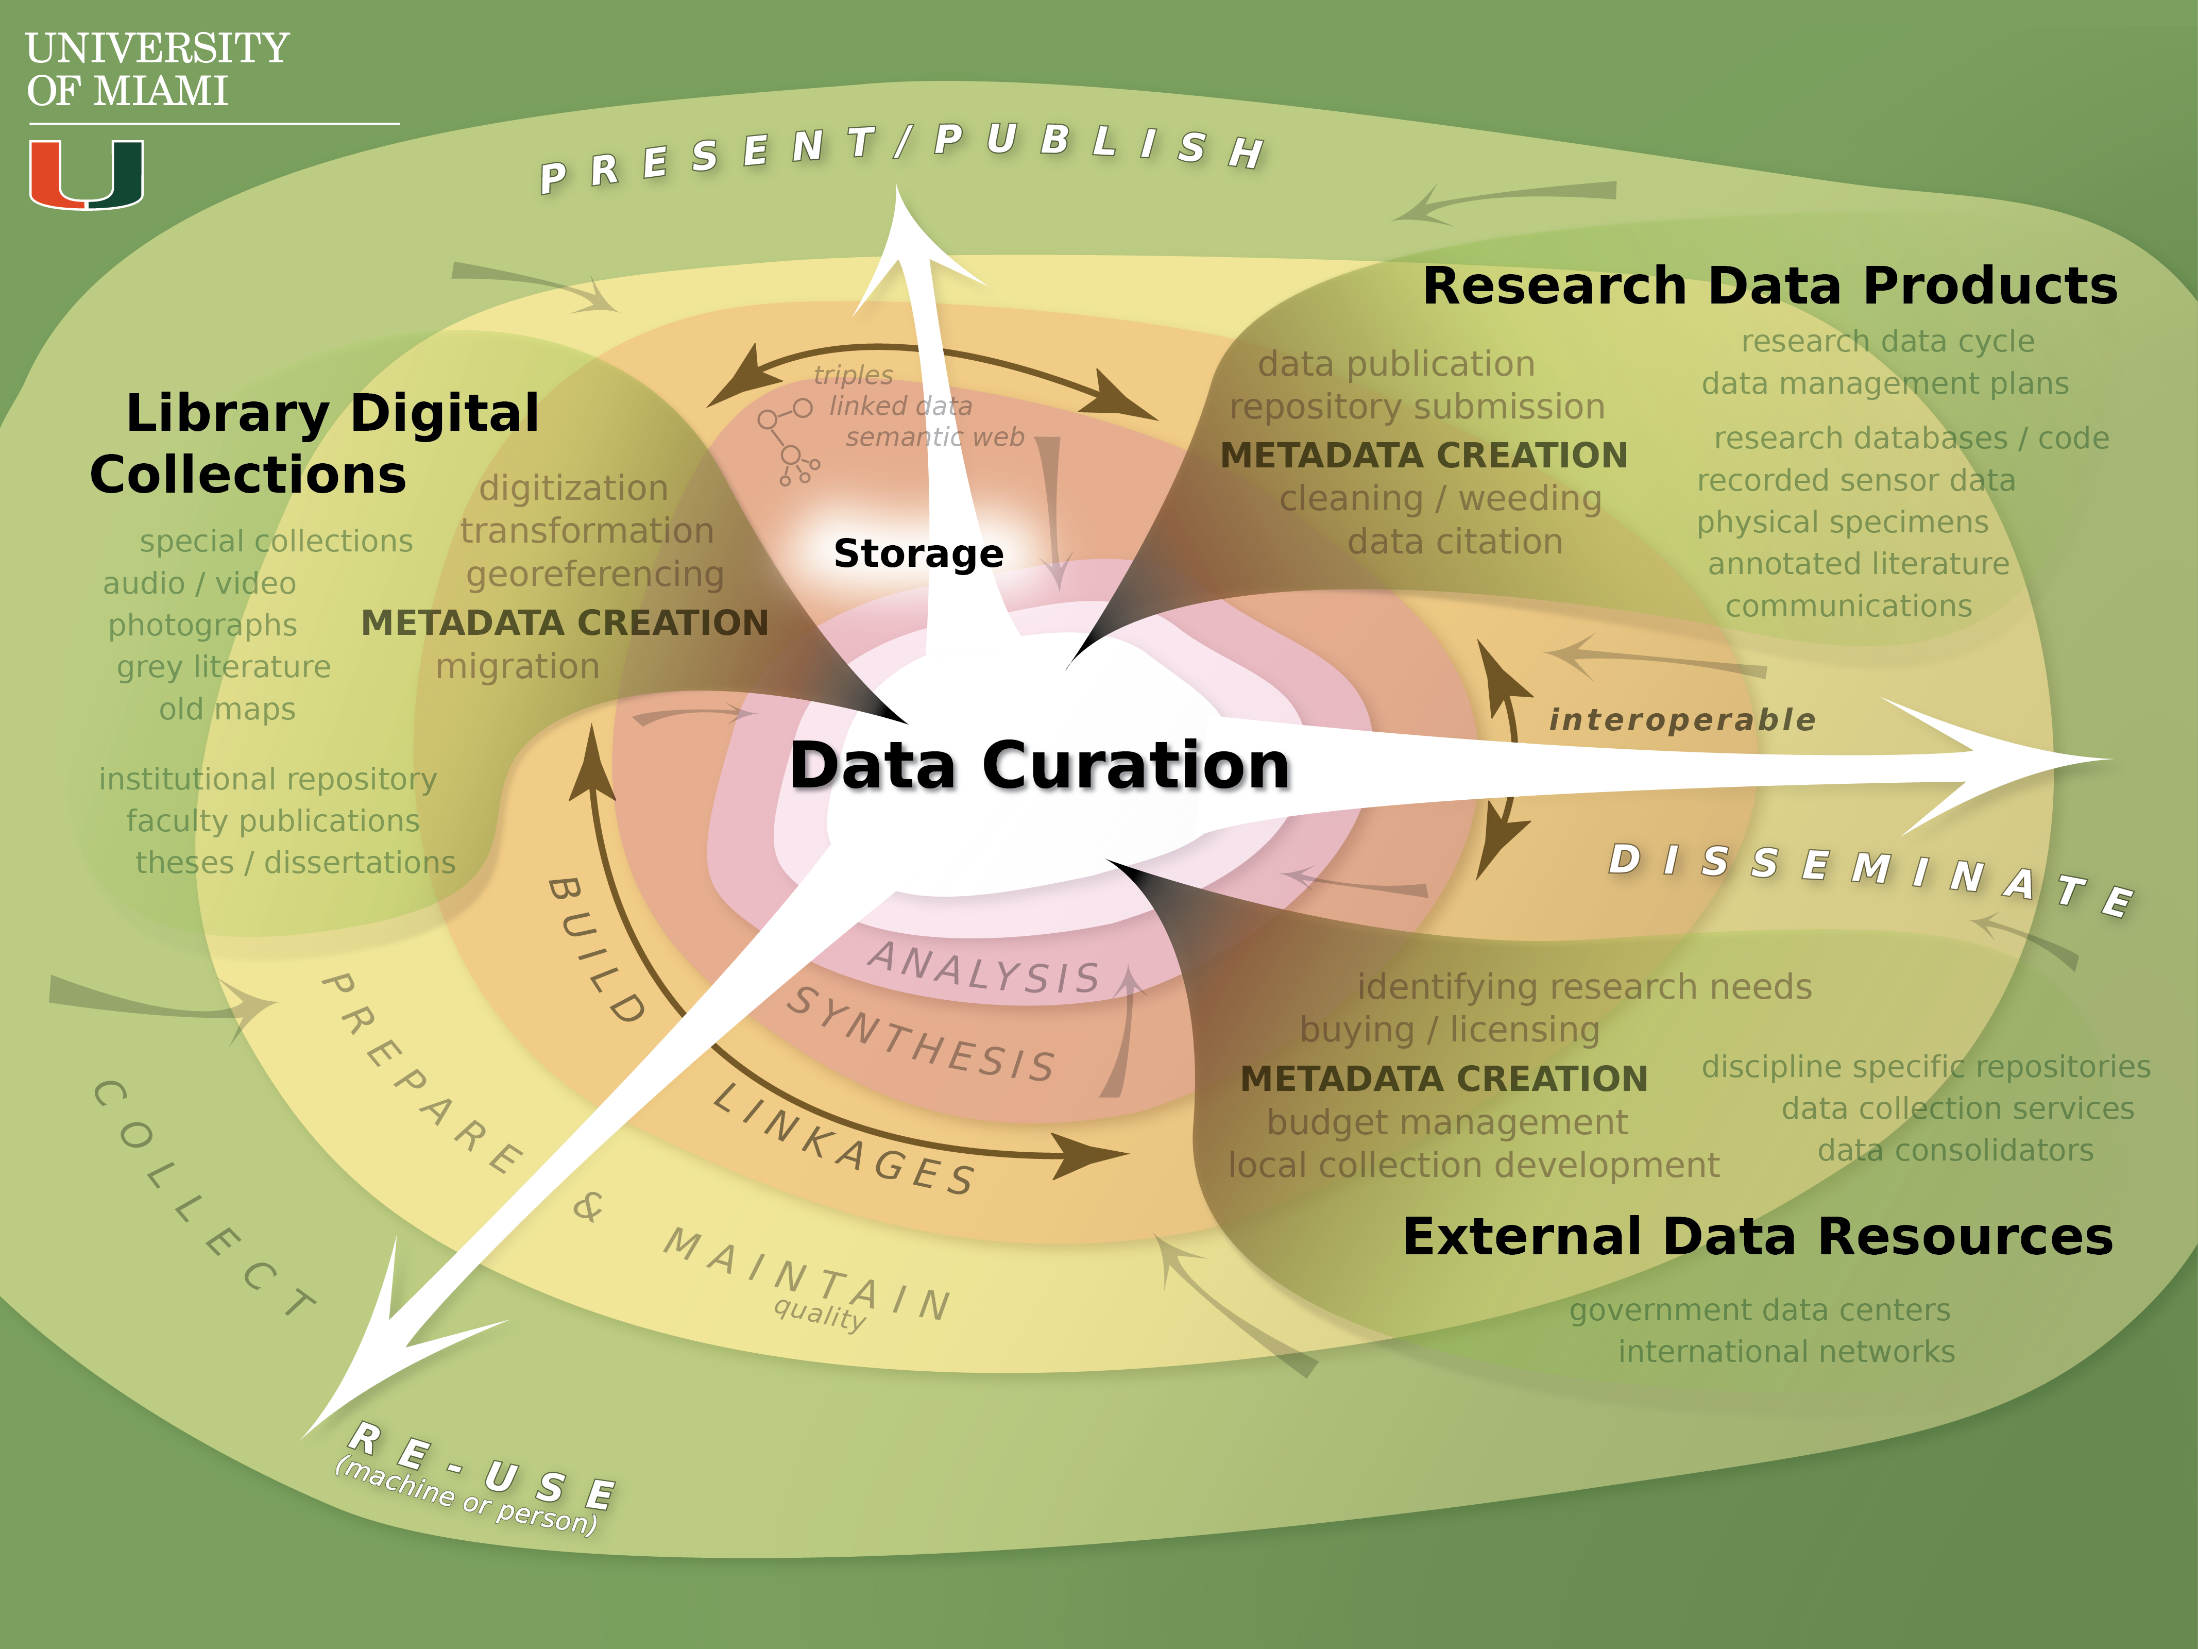 UNIVERSITY
OF MIAMI
PRESENT/PUBLISH
Library Digital
Collections
special collections
audio / video
photographs
grey literature
old maps
institutional repository
faculty publications
theses / dissertations
digitization
transformation
georeferencing
METADATA CREATION
migration
triples
linked data
semantic web
Storage
Data Curation
Research Data Products
research data cycle
data management plans
research databases / code
recorded sensor data
physical specimens
annotated literature
communications
data publication
repository submission
METADATA CREATION
cleaning / weeding
data citation
interoperable
DISSEMINATE
ANALYSIS
SYNTHESIS
BUILD
LINKAGES
PREPARE & MAINTAIN
quality
COLLECT
RE-USE
(machine or person)
identifying research needs
buying / licensing
METADATA CREATION
budget management
local collection development
discipline specific repositories
data collection services
data consolidators
External Data Resources
government data centers
international networks